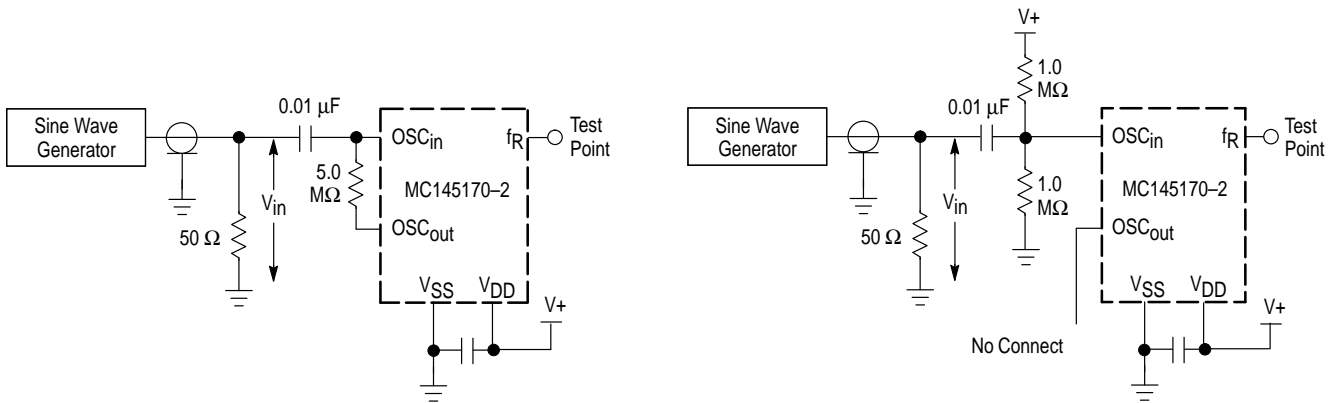 Sine Wave
Generator
50 Ω
Vin
0.01 µF
5.0
MΩ
OSCin
fR
MC145170–2
OSCout
VSS
VDD
V+
Test
Point
Sine Wave
Generator
50 Ω
Vin
0.01 µF
V+
1.0
MΩ
1.0
MΩ
OSCin
fR
MC145170–2
OSCout
VSS
VDD
V+
Test
Point
No Connect